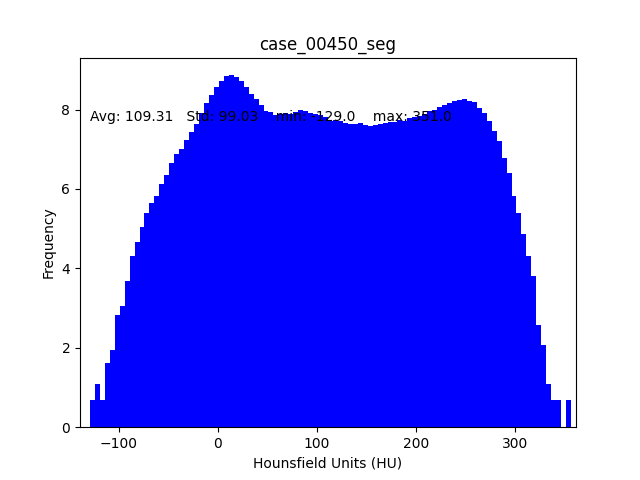 case_00450_seg
Avg: 109.31   Std: 99.03    min: -129.0    max: 351.0
8
6
4
2
0
Frequency
−100
0
100
200
300
Hounsfield Units (HU)